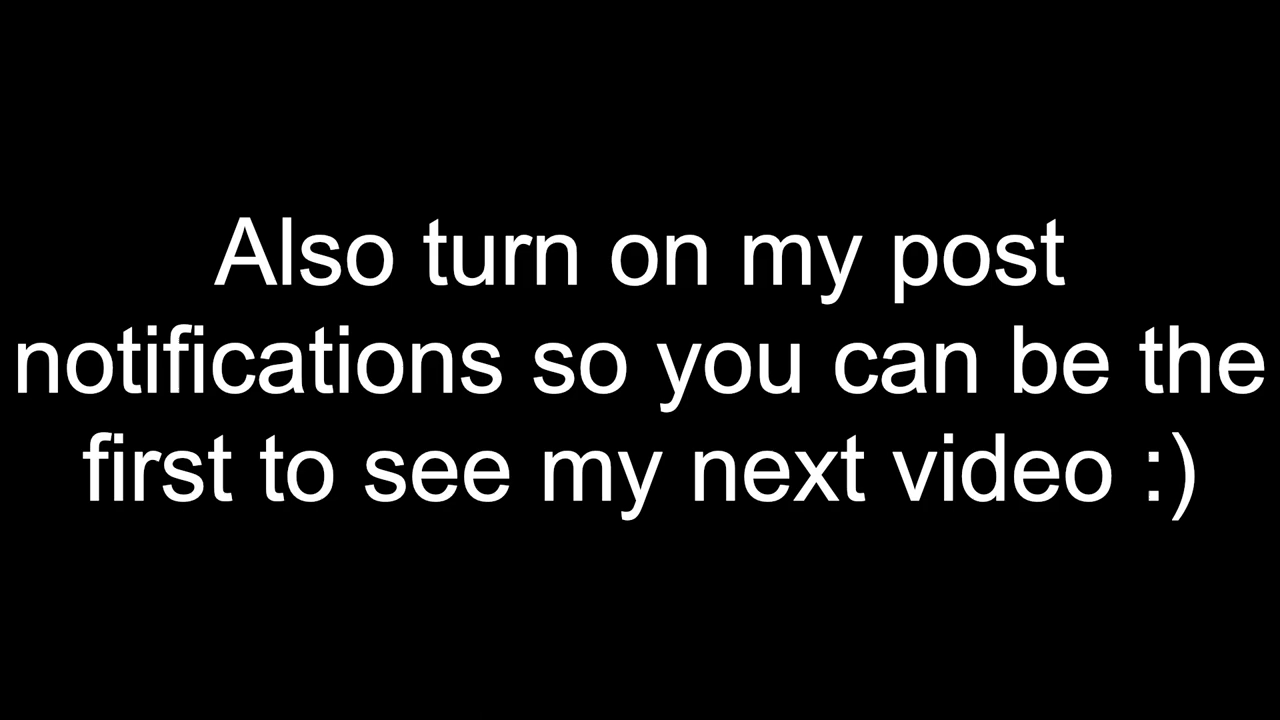 Also turn on my post
notifications so you can be the
first to see my next video :)